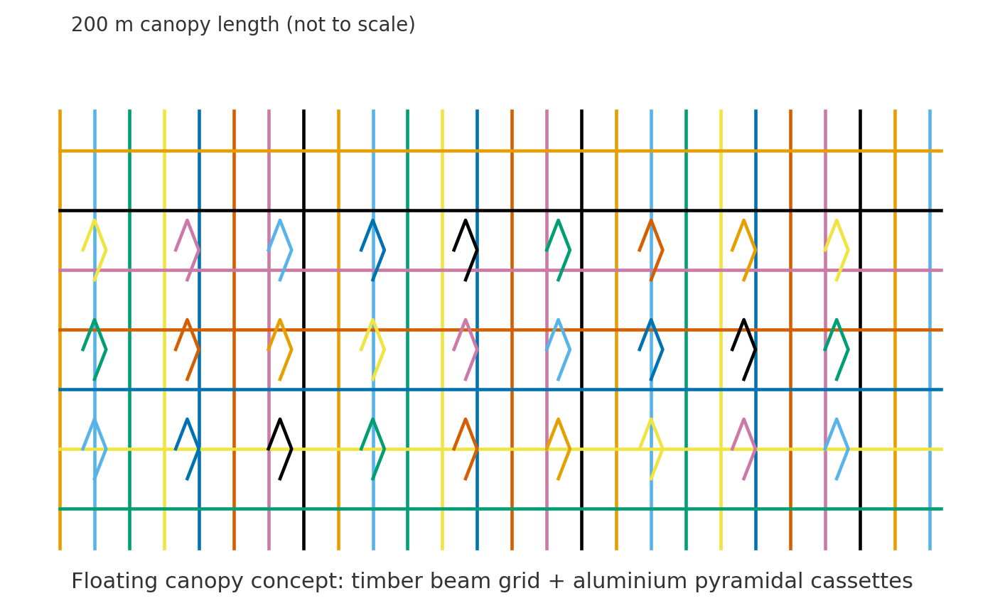 200 m canopy length (not to scale)
Floating canopy concept: timber beam grid + aluminium pyramidal cassettes